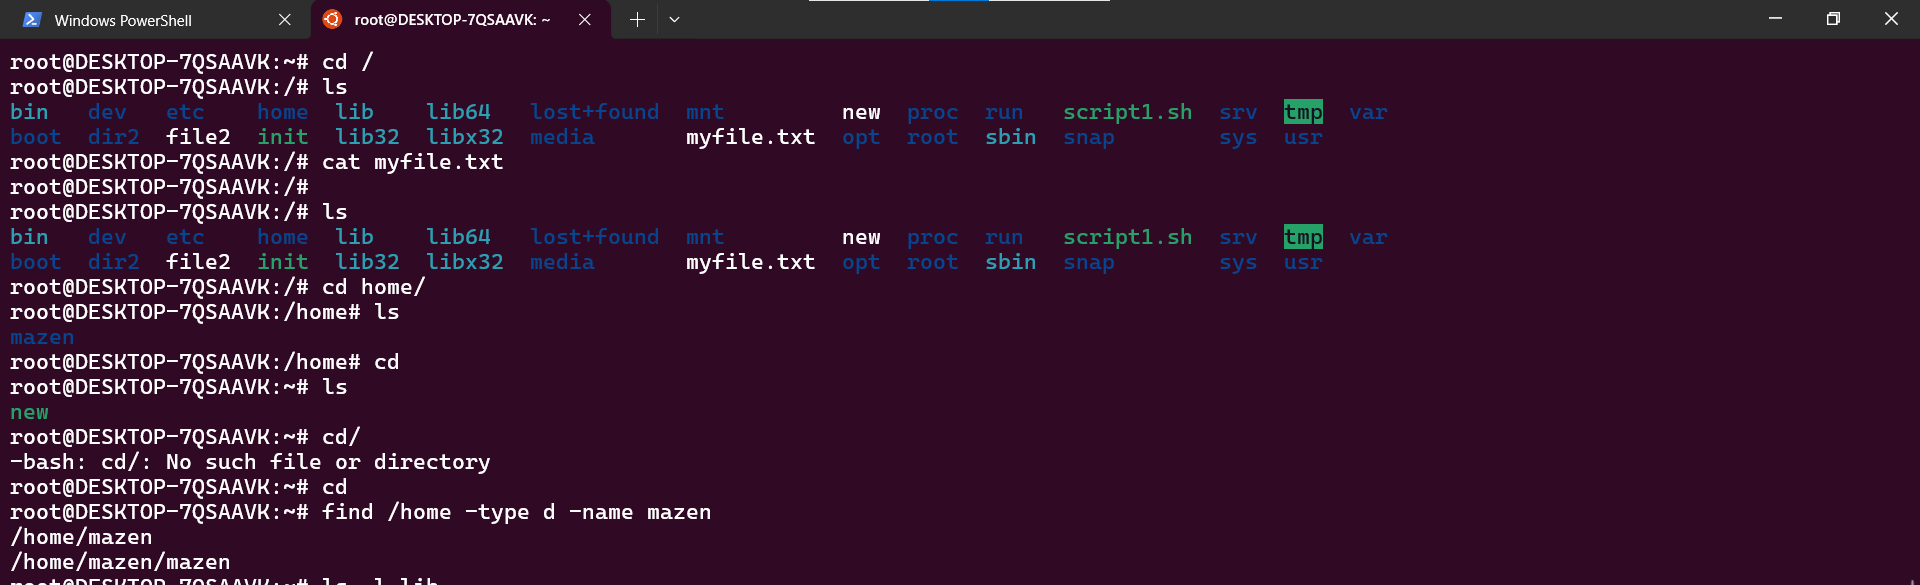 Windows PowerShell root@DESKTOP-7QSAAVK: ~
root@DESKTOP-7QSAAVK:~# cd /
root@DESKTOP-7QSAAVK:/# ls
bin dev etc home lib lib64 lost+found mnt new proc run script1.sh srv tmp var
boot dir2 file2 init lib32 libx32 media myfile.txt opt root sbin snap sys usr
root@DESKTOP-7QSAAVK:/# cat myfile.txt
root@DESKTOP-7QSAAVK:/#
root@DESKTOP-7QSAAVK:/# ls
bin dev etc home lib lib64 lost+found mnt new proc run script1.sh srv tmp var
boot dir2 file2 init lib32 libx32 media myfile.txt opt root sbin snap sys usr
root@DESKTOP-7QSAAVK:/# cd home/
root@DESKTOP-7QSAAVK:/home# ls
mazen
root@DESKTOP-7QSAAVK:/home# cd
root@DESKTOP-7QSAAVK:~# ls
new
root@DESKTOP-7QSAAVK:~# cd/
-bash: cd/: No such file or directory
root@DESKTOP-7QSAAVK:~# cd
root@DESKTOP-7QSAAVK:~# find /home -type d -name mazen
/home/mazen
/home/mazen/mazen
root@DESKTOP-7QSAAVK:~# ls